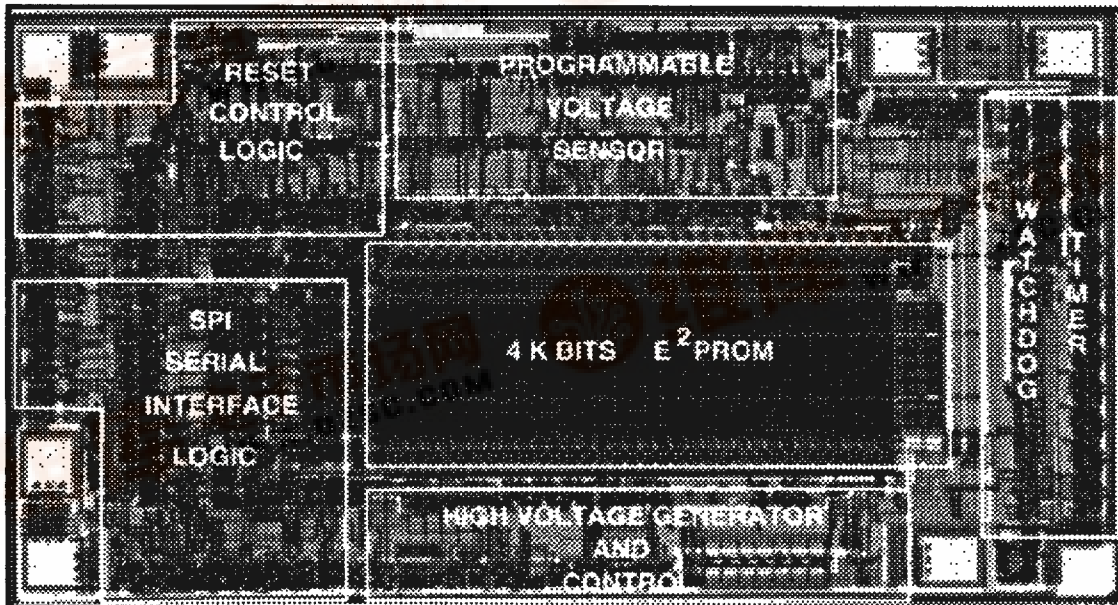 RESET
CONTROL
LOGIC
PROGRAMMABLE
VOLTAGE
SENSOR
WATCHDOG
TIMER
SPI
SERIAL
INTERFACE
LOGIC
4 K BITS E²PROM
HIGH VOLTAGE GENERATOR
AND
CONTROL